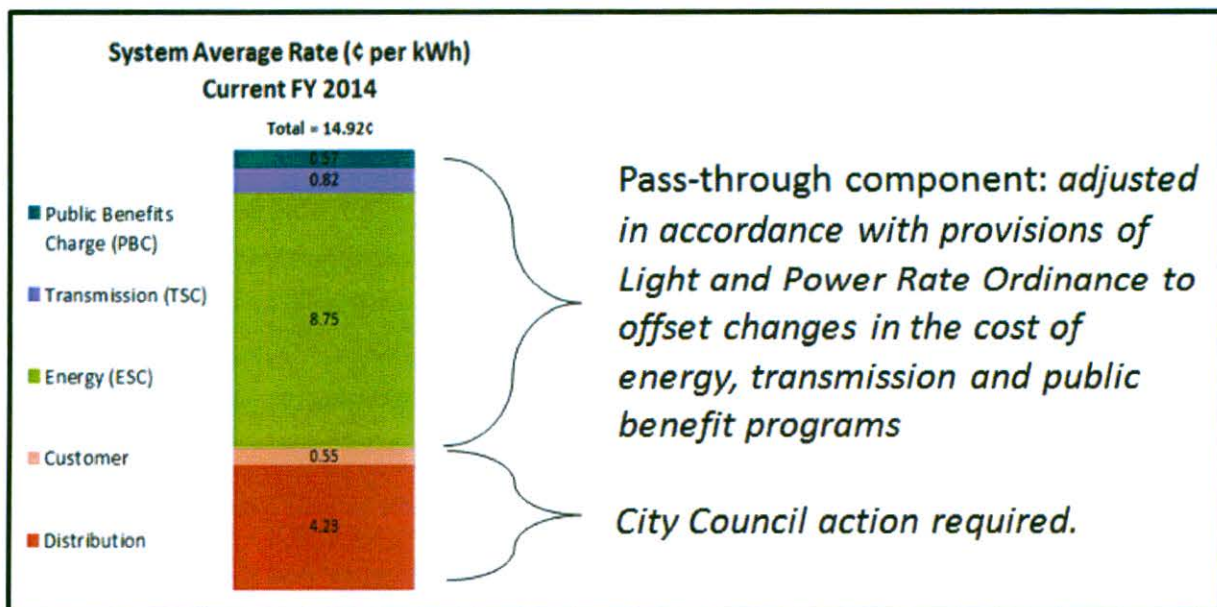 System Average Rate (¢ per kWh)
Current FY 2014
Total = 14.92¢
0.57
0.82
8.75
0.55
4.23
Public Benefits
Charge (PBC)
Transmission (TSC)
Energy (ESC)
Customer
Distribution
Pass-through component: adjusted
in accordance with provisions of
Light and Power Rate Ordinance to
offset changes in the cost of
energy, transmission and public
benefit programs
City Council action required.